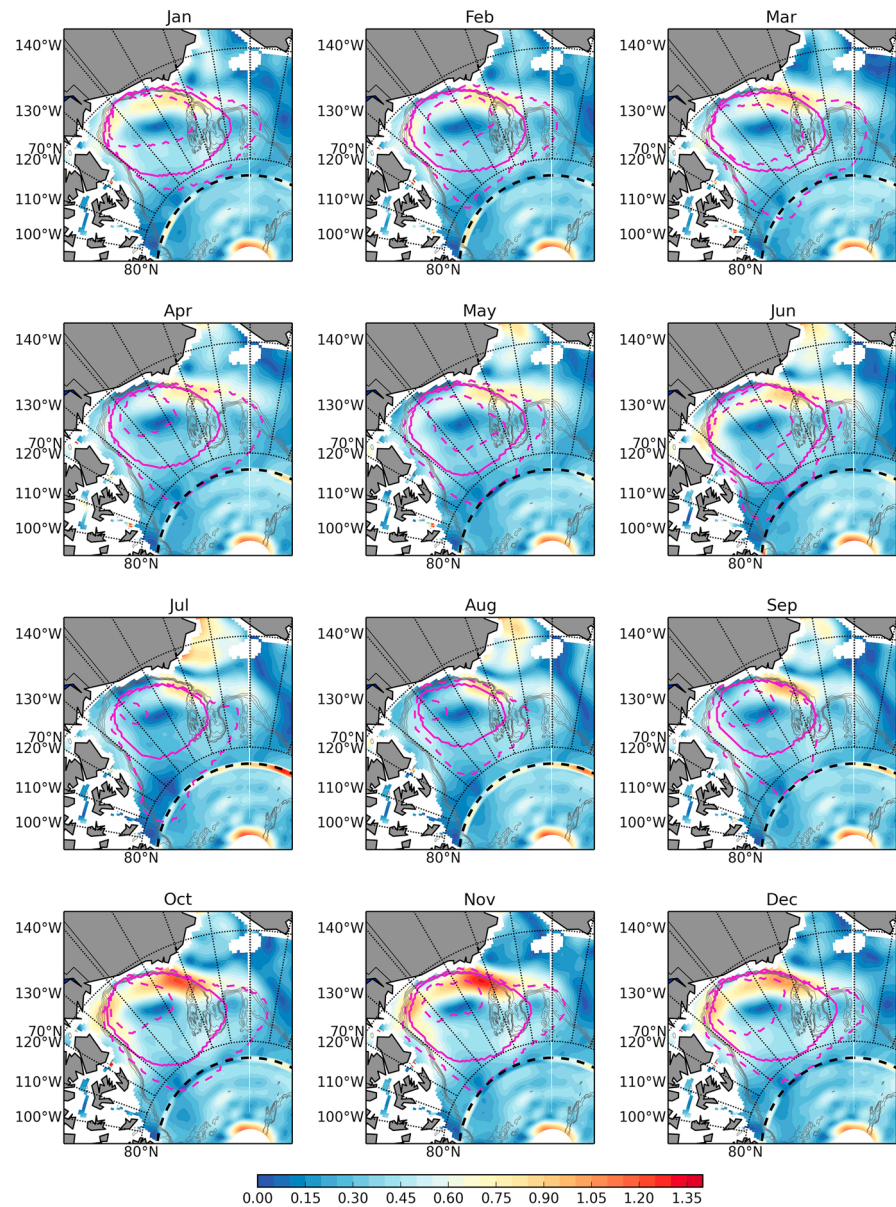 Jan Feb Mar
140°W 140°W 140°W
130°W 130°W 130°W
70°N 70°N 70°N
120°W 120°W 120°W
110°W 110°W 110°W
100°W 100°W 100°W
80°N 80°N 80°N
Apr May Jun
140°W 140°W 140°W
130°W 130°W 130°W
70°N 70°N 70°N
120°W 120°W 120°W
110°W 110°W 110°W
100°W 100°W 100°W
80°N 80°N 80°N
Jul Aug Sep
140°W 140°W 140°W
130°W 130°W 130°W
70°N 70°N 70°N
120°W 120°W 120°W
110°W 110°W 110°W
100°W 100°W 100°W
80°N 80°N 80°N
Oct Nov Dec
140°W 140°W 140°W
130°W 130°W 130°W
70°N 70°N 70°N
120°W 120°W 120°W
110°W 110°W 110°W
100°W 100°W 100°W
80°N 80°N 80°N
0.00 0.15 0.30 0.45 0.60 0.75 0.90 1.05 1.20 1.35